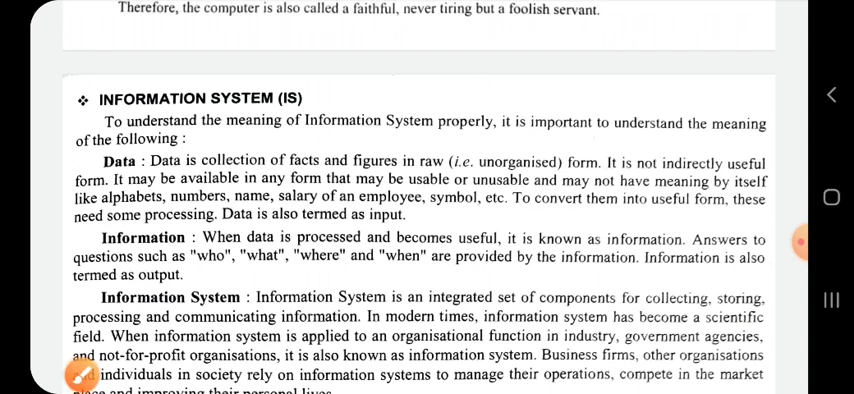 Therefore, the computer is also called a faithful, never tiring but a foolish servant.
❖ INFORMATION SYSTEM (IS)
To understand the meaning of Information System properly, it is important to understand the meaning
of the following :
Data : Data is collection of facts and figures in raw (i.e. unorganised) form. It is not indirectly useful
form. It may be available in any form that may be usable or unusable and may not have meaning by itself
like alphabets, numbers, name, salary of an employee, symbol, etc. To convert them into useful form, these
need some processing. Data is also termed as input.
Information : When data is processed and becomes useful, it is known as information. Answers to
questions such as "who", "what", "where" and "when" are provided by the information. Information is also
termed as output.
Information System : Information System is an integrated set of components for collecting, storing,
processing and communicating information. In modern times, information system has become a scientific
field. When information system is applied to an organisational function in industry, government agencies,
and not-for-profit organisations, it is also known as information system. Business firms, other organisations
individuals in society rely on information systems to manage their operations, compete in the market
place and improving their personal lives